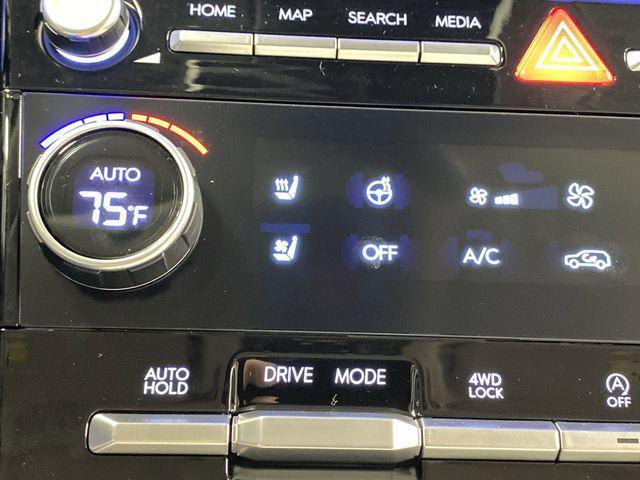 HOME MAP SEARCH MEDIA
AUTO
75°F
OFF A/C
AUTO
HOLD
DRIVE MODE
4WD
LOCK
A
OFF